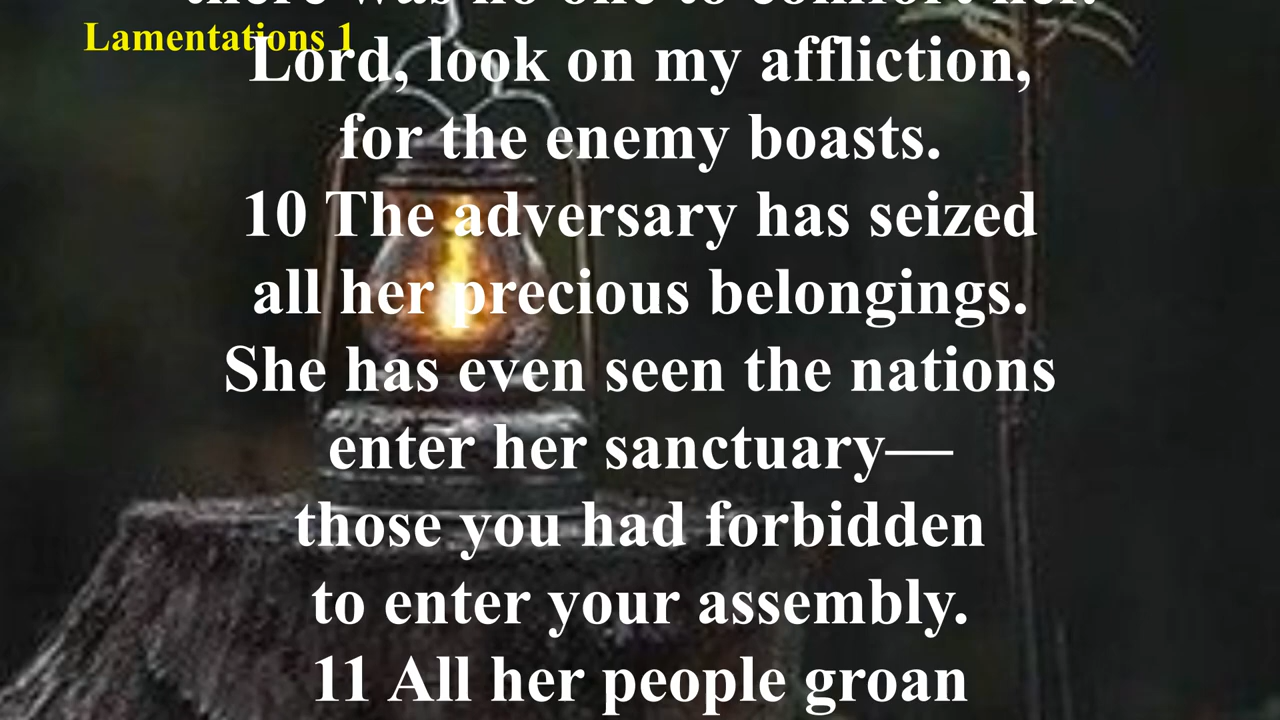 there was no one to comfort her.
Lamentations 1
Lord, look on my affliction,
for the enemy boasts.
10 The adversary has seized
all her precious belongings.
She has even seen the nations
enter her sanctuary—
those you had forbidden
to enter your assembly.
11 All her people groan